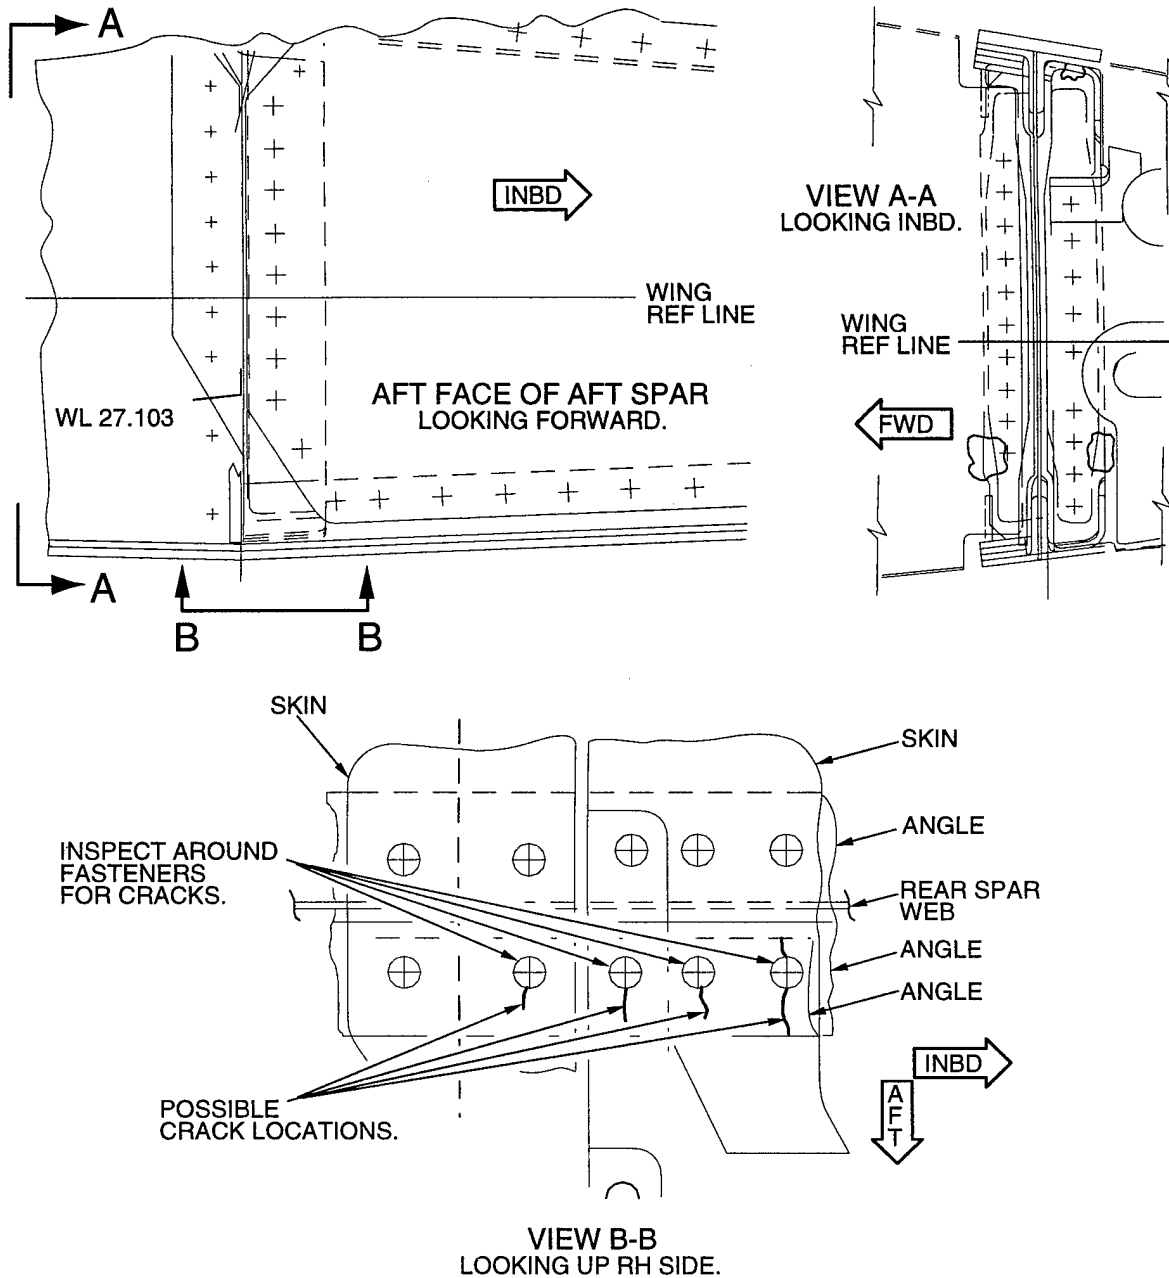 A
INBD
VIEW A-A
LOOKING INBD.
WING
REF LINE
WING
REF LINE
AFT FACE OF AFT SPAR
LOOKING FORWARD.
WL 27.103
FWD
A
B
B
SKIN
SKIN
ANGLE
INSPECT AROUND
FASTENERS
FOR CRACKS.
REAR SPAR
WEB
ANGLE
ANGLE
INBD
AFT
POSSIBLE
CRACK LOCATIONS.
VIEW B-B
LOOKING UP RH SIDE.